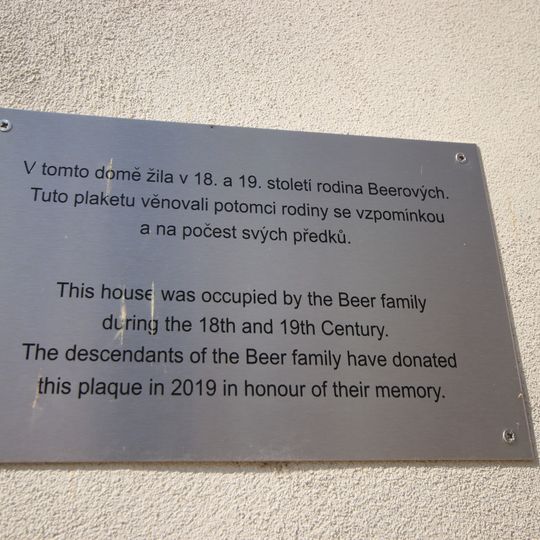 V tomto domě žila v 18. a 19. století rodina Beerových.
Tuto plaketu věnovali potomci rodiny se vzpomínkou
a na počest svých předků.
This house was occupied by the Beer family
during the 18th and 19th Century.
The descendants of the Beer family have donated
this plaque in 2019 in honour of their memory.